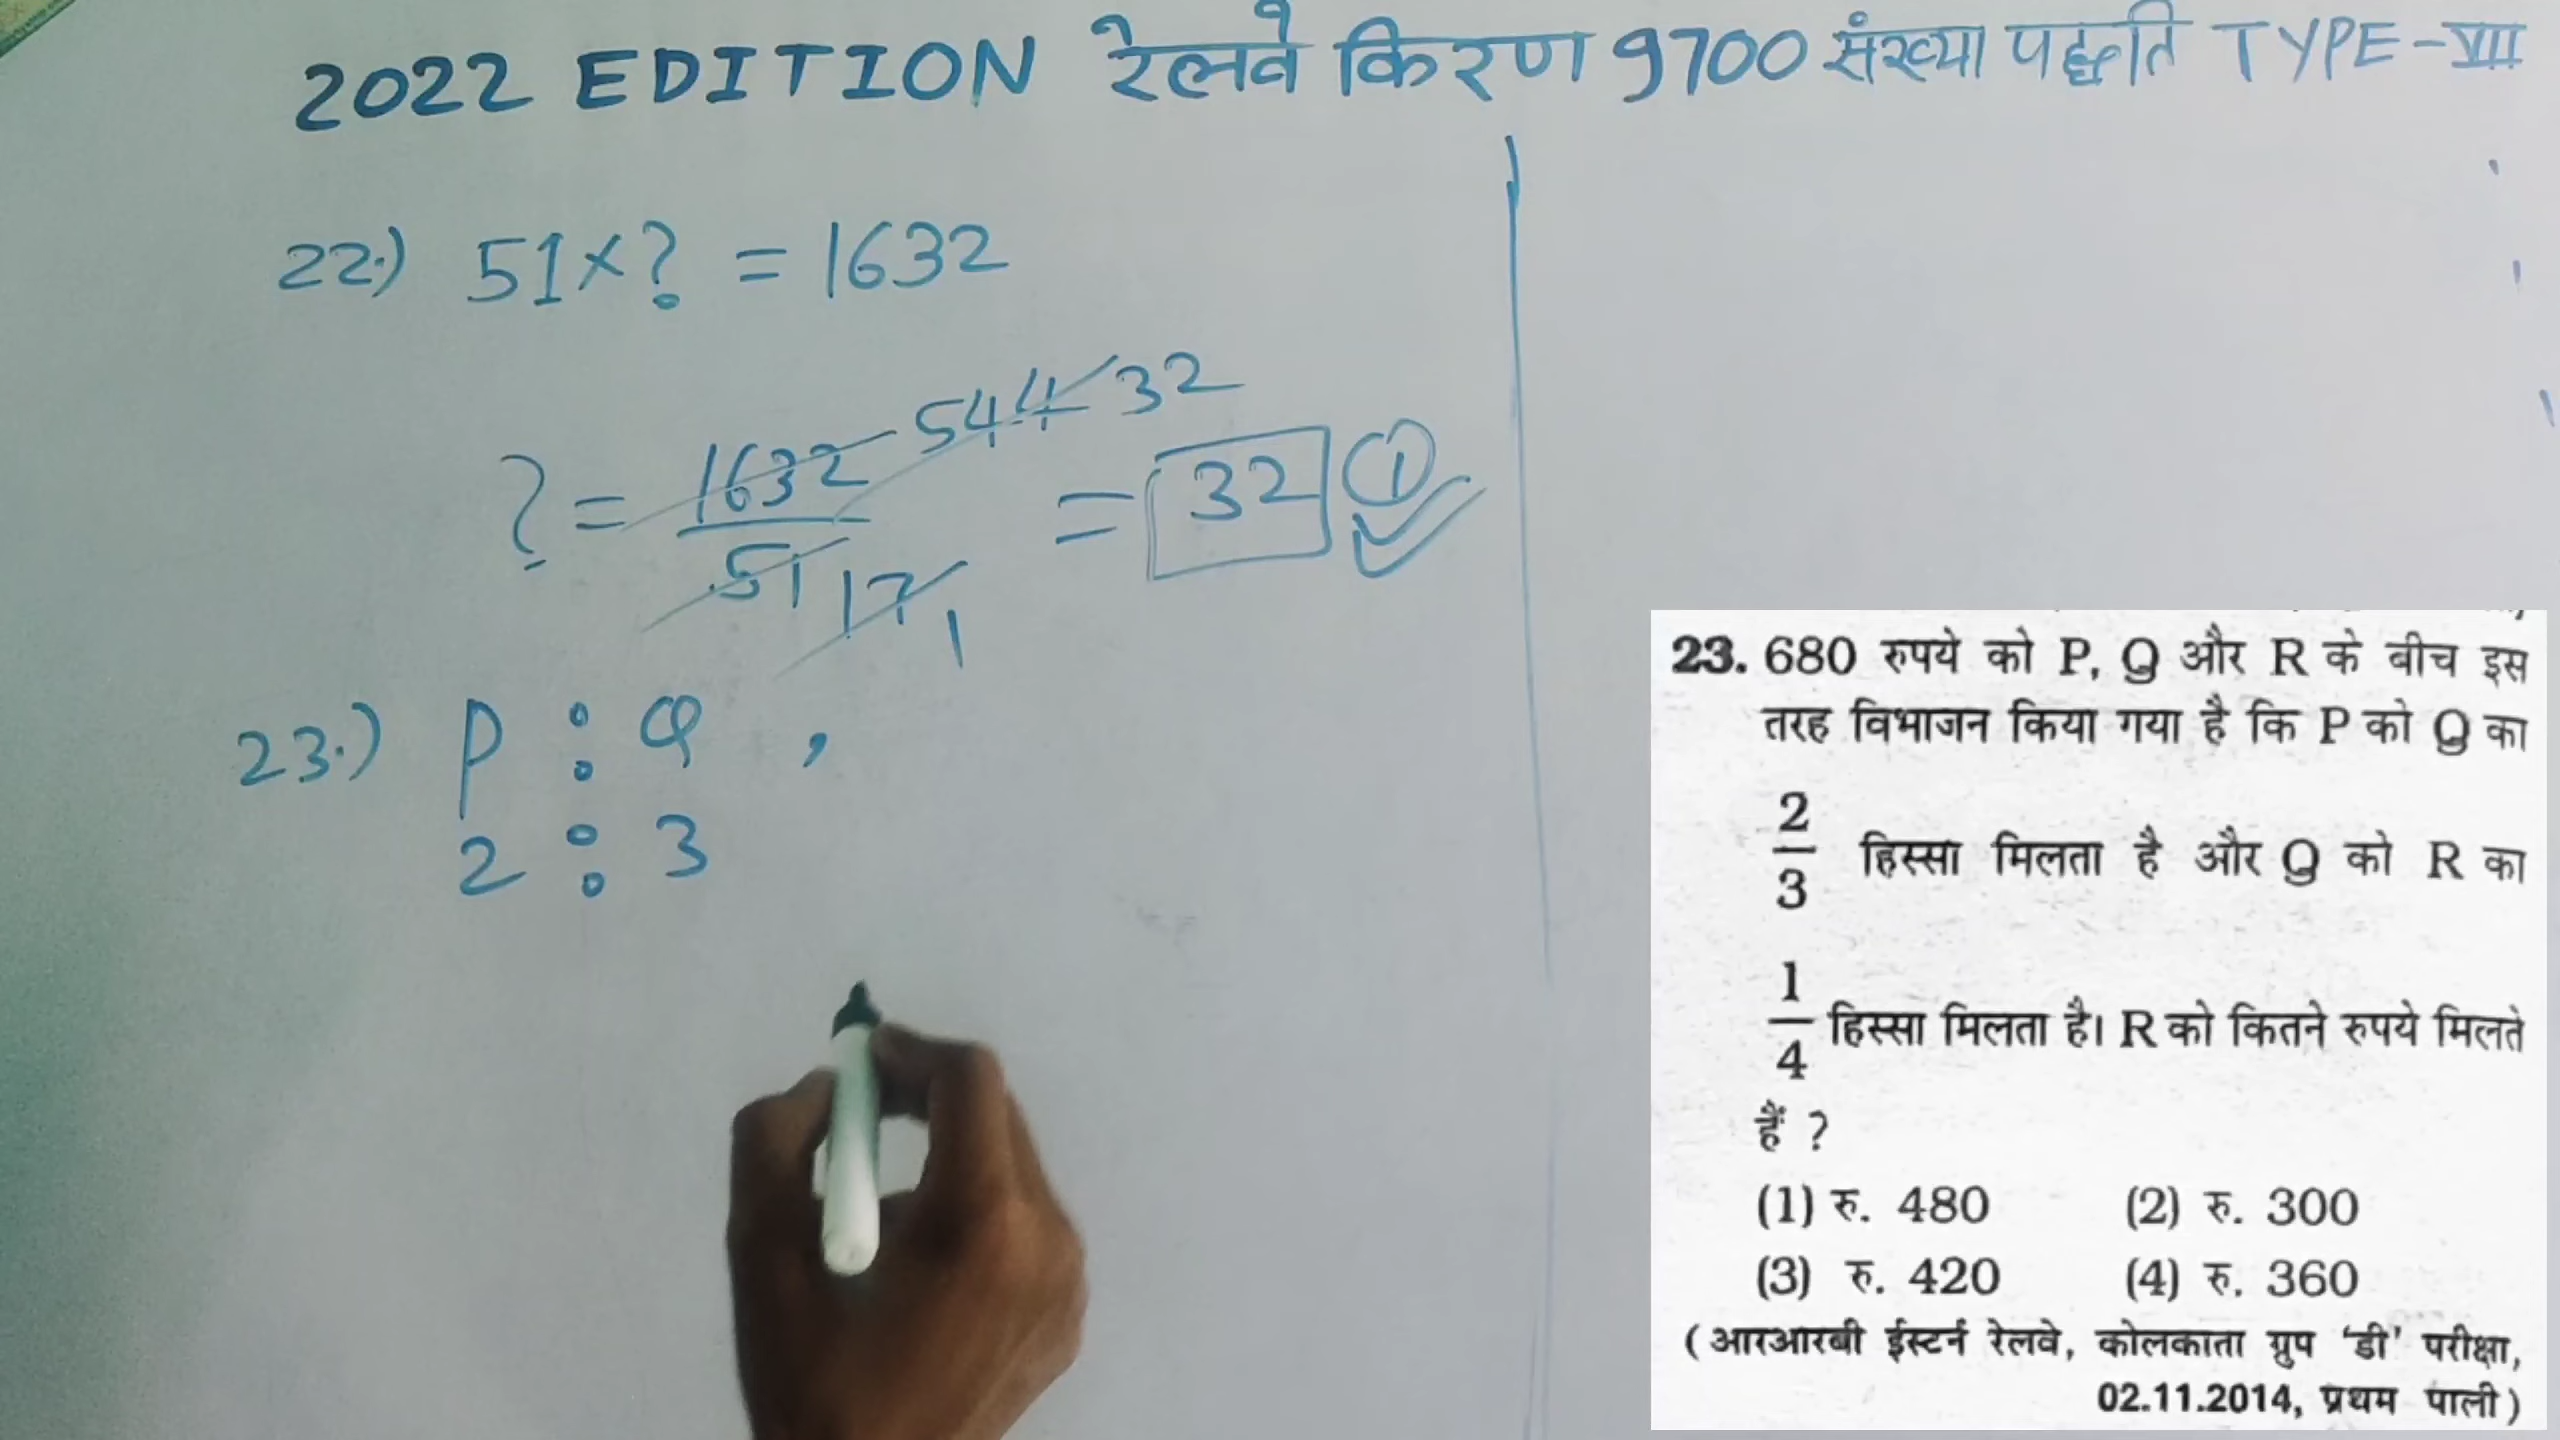 2022 EDITION रेलवे किरण 9700 संख्या पद्धति TYPE-VIII
22.) 51×? = 1632
544 32
? = 1632/51 = 32 ①
17 1
23.) P : Q ,
2 : 3
23. 680 रुपये को P, Q और R के बीच इस
तरह विभाजन किया गया है कि P को Q का
2/3 हिस्सा मिलता है और Q को R का
1/4 हिस्सा मिलता है। R को कितने रुपये मिलते
हैं ?
(1) रु. 480 (2) रु. 300
(3) रु. 420 (4) रु. 360
(आरआरबी ईस्टर्न रेलवे, कोलकाता ग्रुप 'डी' परीक्षा,
02.11.2014, प्रथम पाली)